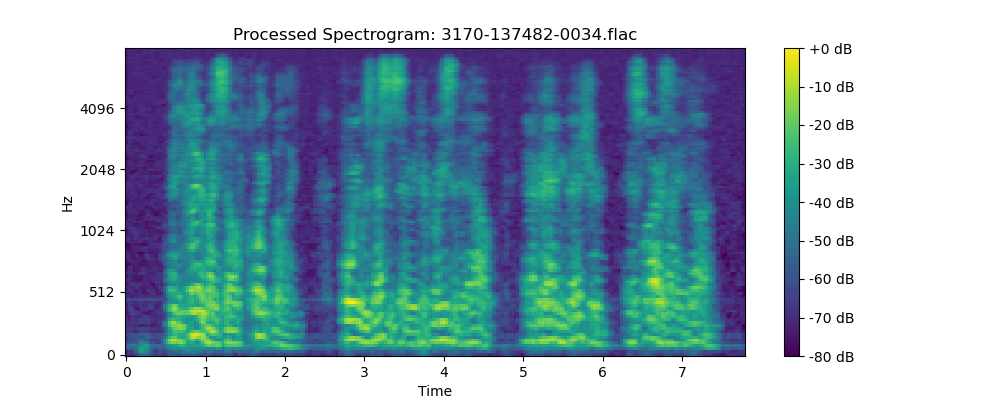 Processed Spectrogram: 3170-137482-0034.flac
Hz
4096
2048
1024
512
0
0 1 2 3 4 5 6 7
Time
+0 dB
-10 dB
-20 dB
-30 dB
-40 dB
-50 dB
-60 dB
-70 dB
-80 dB